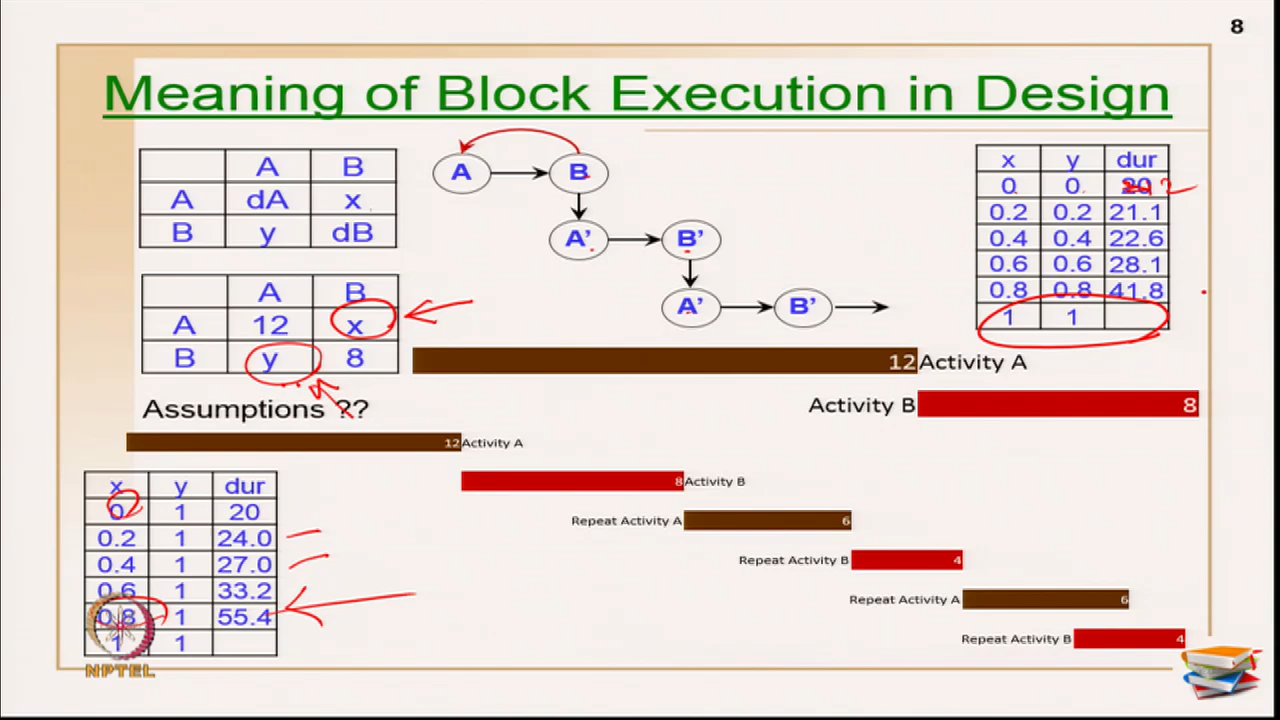 8
Meaning of Block Execution in Design
A B
A dA x
B y dB
A B
A 12 x
B y 8
Assumptions ??
A B
A' B'
A' B'
x y dur
0 0 20 2
0.2 0.2 21.1
0.4 0.4 22.6
0.6 0.6 28.1
0.8 0.8 41.8
1 1
12 Activity A
Activity B 8
12 Activity A
8 Activity B
Repeat Activity A 6
Repeat Activity B 4
Repeat Activity A 6
Repeat Activity B 4
x y dur
0 1 20
0.2 1 24.0
0.4 1 27.0
0.6 1 33.2
0.8 1 55.4
1 1
NPTEL